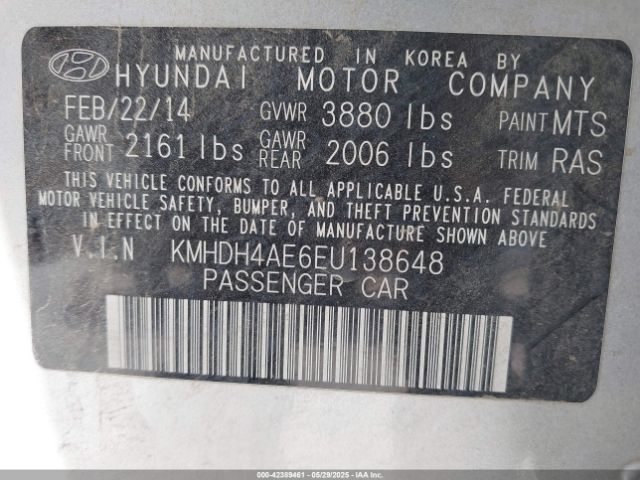 MANUFACTURED IN KOREA BY
HYUNDAI MOTOR COMPANY
FEB/22/14 GVWR 3880 lbs PAINT MTS
GAWR FRONT 2161 lbs GAWR REAR 2006 lbs TRIM RAS
THIS VEHICLE CONFORMS TO ALL APPLICABLE U.S.A. FEDERAL
MOTOR VEHICLE SAFETY, BUMPER, AND THEFT PREVENTION STANDARDS
IN EFFECT ON THE DATE OF MANUFACTURE SHOWN ABOVE.
V.I.N KMHDH4AE6EU138648
PASSENGER CAR
000-42389461 - 05/29/2025 - IAAI.COM